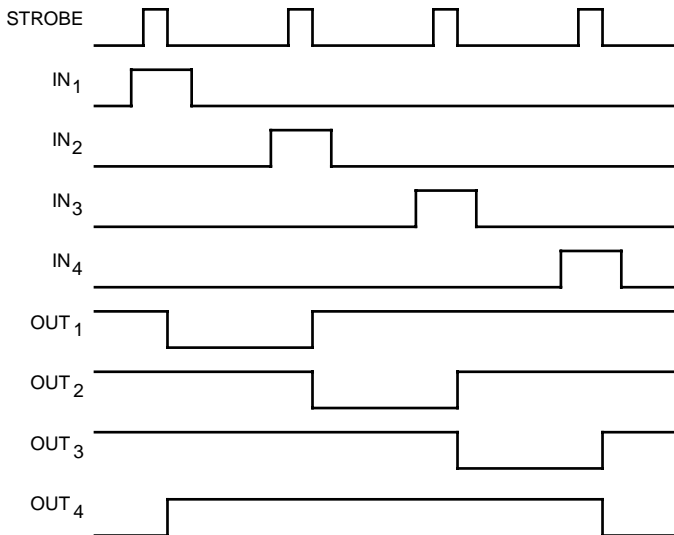 STROBE
IN1
IN2
IN3
IN4
OUT1
OUT2
OUT3
OUT4